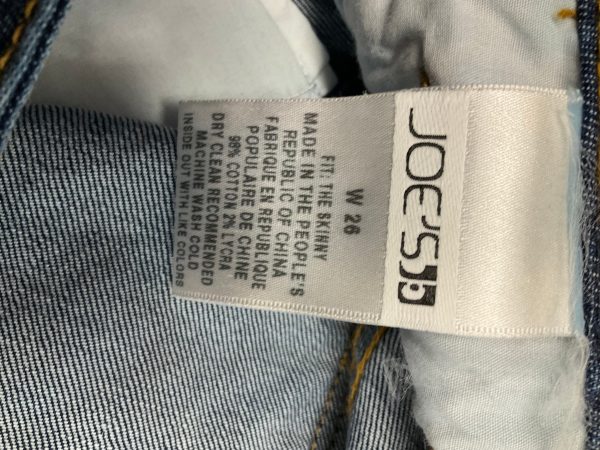 JOE'S
W 26
FIT: THE SKINNY
MADE IN THE PEOPLE'S
REPUBLIC OF CHINA
FABRIQUE EN REPUBLIQUE
POPULAIRE DE CHINE
98% COTTON 2% LYCRA
DRY CLEAN RECOMMENDED
MACHINE WASH COLD
INSIDE OUT WITH LIKE COLORS